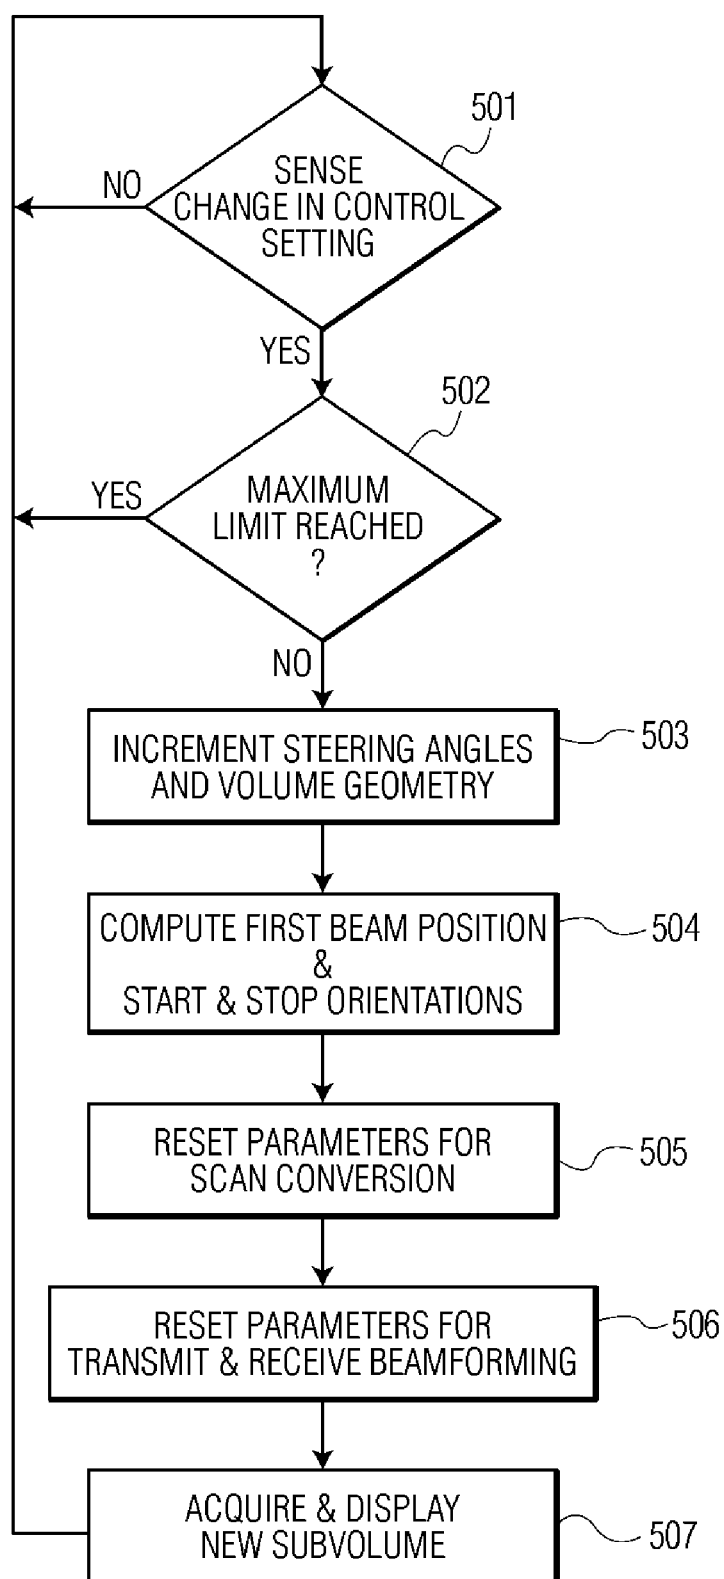 501
SENSE
CHANGE IN CONTROL
SETTING
NO
YES
502
MAXIMUM
LIMIT REACHED
?
YES
NO
503
INCREMENT STEERING ANGLES
AND VOLUME GEOMETRY
504
COMPUTE FIRST BEAM POSITION
&
START & STOP ORIENTATIONS
505
RESET PARAMETERS FOR
SCAN CONVERSION
506
RESET PARAMETERS FOR
TRANSMIT & RECEIVE BEAMFORMING
507
ACQUIRE & DISPLAY
NEW SUBVOLUME